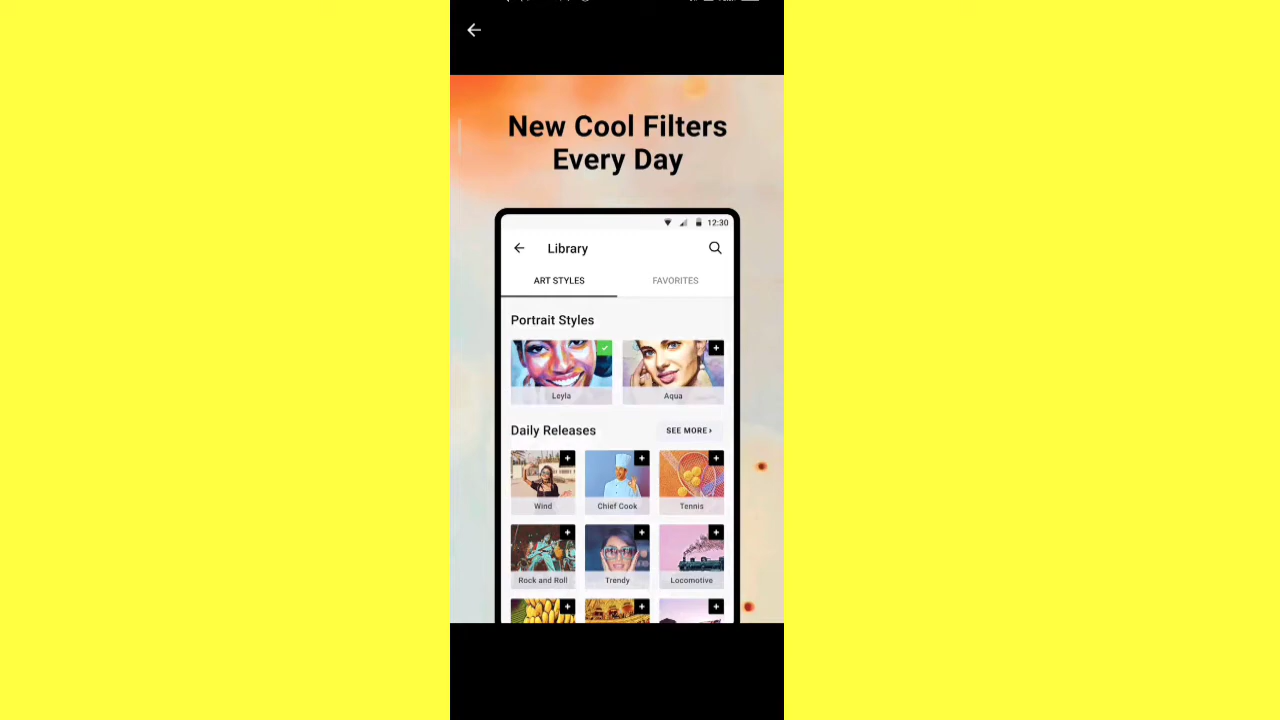 New Cool Filters
Every Day
12:30
Library
ART STYLES
FAVORITES
Portrait Styles
Leyla
Aqua
Daily Releases
SEE MORE ›
Wind
Chief Cook
Tennis
Rock and Roll
Trendy
Locomotive